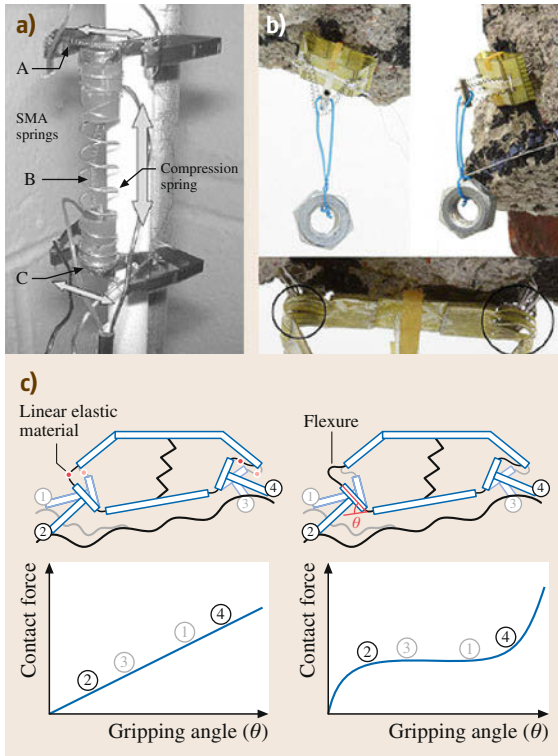 a)
A
SMA
springs
B
Compression
spring
C
b)
c)
Linear elastic
material
1
2
3
4
Flexure
1
2
θ
3
4
Contact force
2
3
1
4
Gripping angle (θ)
Contact force
2
3
1
4
Gripping angle (θ)